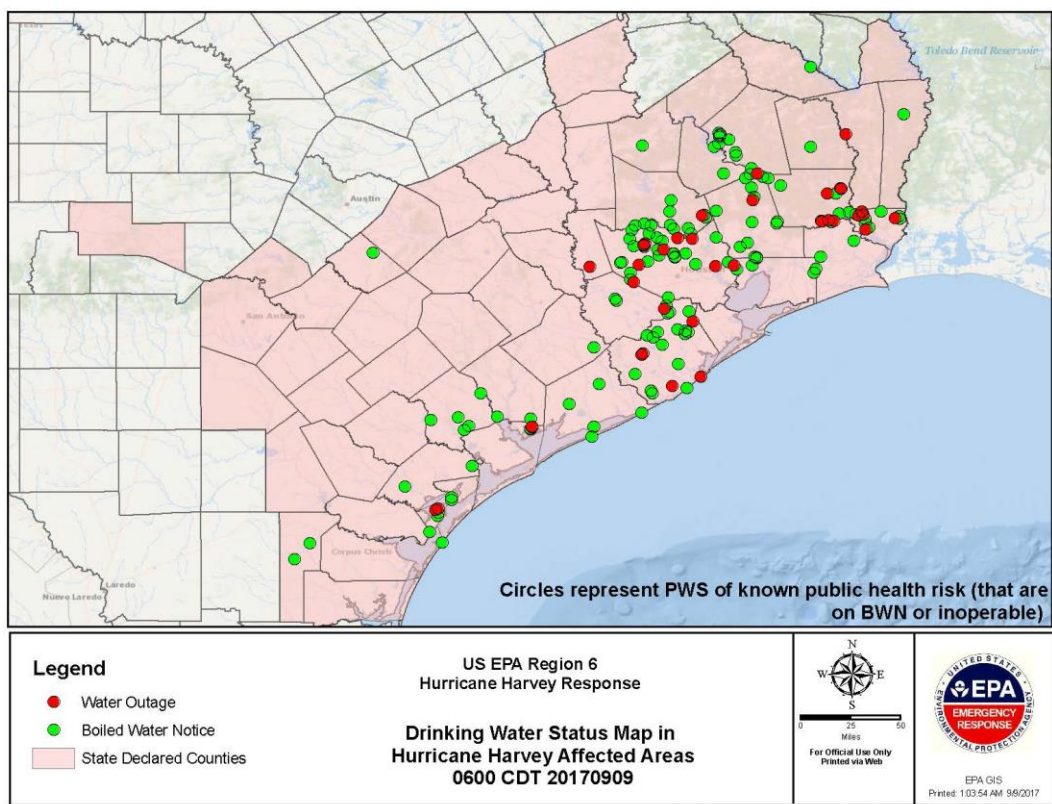 Toledo Bend Reservoir
Austin
San Antonio
Corpus Christi
Laredo
Nuevo Laredo
Circles represent PWS of known public health risk (that are
on BWN or inoperable)
Legend
Water Outage
Boiled Water Notice
State Declared Counties
US EPA Region 6
Hurricane Harvey Response
Drinking Water Status Map in
Hurricane Harvey Affected Areas
0600 CDT 20170909
N
W E
S
0 25 50
Miles
For Official Use Only
Printed via Web
UNITED STATES
EPA
EMERGENCY
RESPONSE
ENVIRONMENTAL PROTECTION AGENCY
EPA GIS
Printed: 1:03:54 AM 9/9/2017